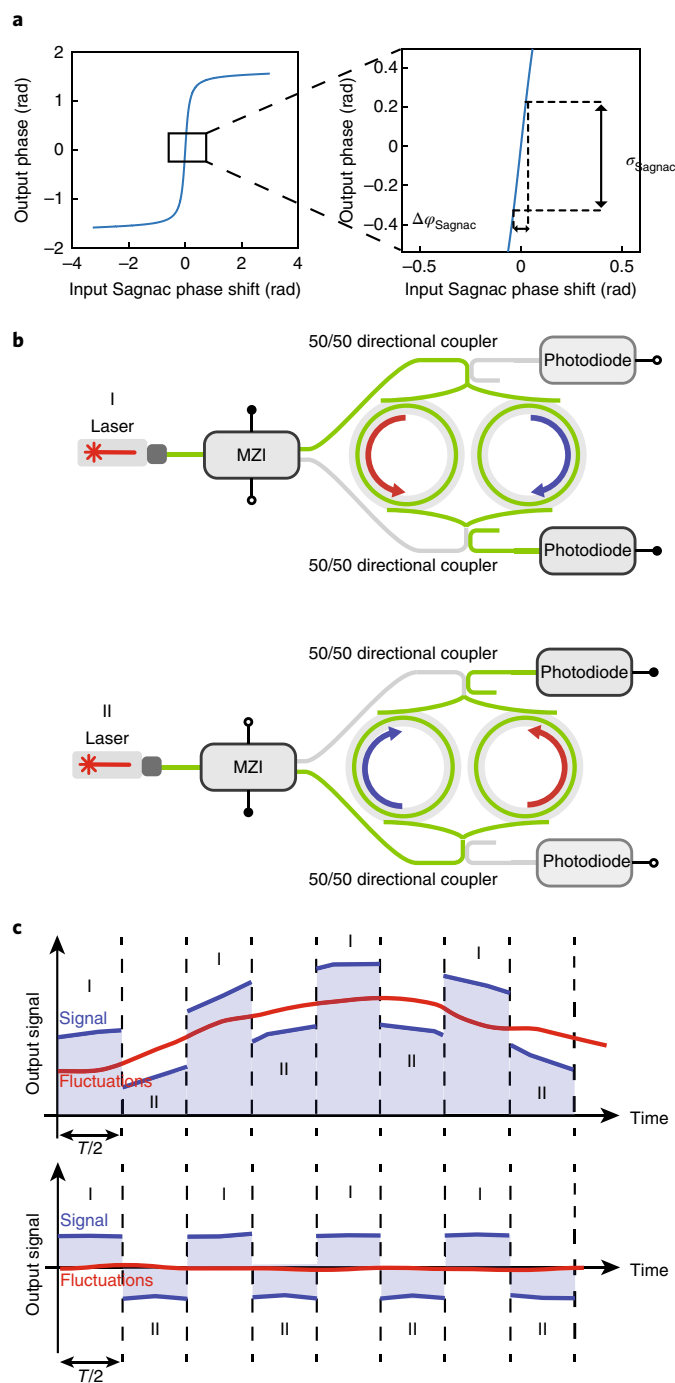 a
2
1
0
–1
–2
–4
–2
0
2
4
Output phase (rad)
Input Sagnac phase shift (rad)
0.4
0.2
0
–0.2
–0.4
–0.5
0
0.5
Output phase (rad)
Input Sagnac phase shift (rad)
ΔφSagnac
σSagnac
b
50/50 directional coupler
Photodiode
I
Laser
MZI
Photodiode
50/50 directional coupler
50/50 directional coupler
Photodiode
II
Laser
MZI
Photodiode
50/50 directional coupler
c
Output signal
I
I
I
I
Signal
Fluctuations
II
II
II
II
Time
T/2
Output signal
I
I
I
I
Signal
Fluctuations
Time
II
II
II
II
T/2